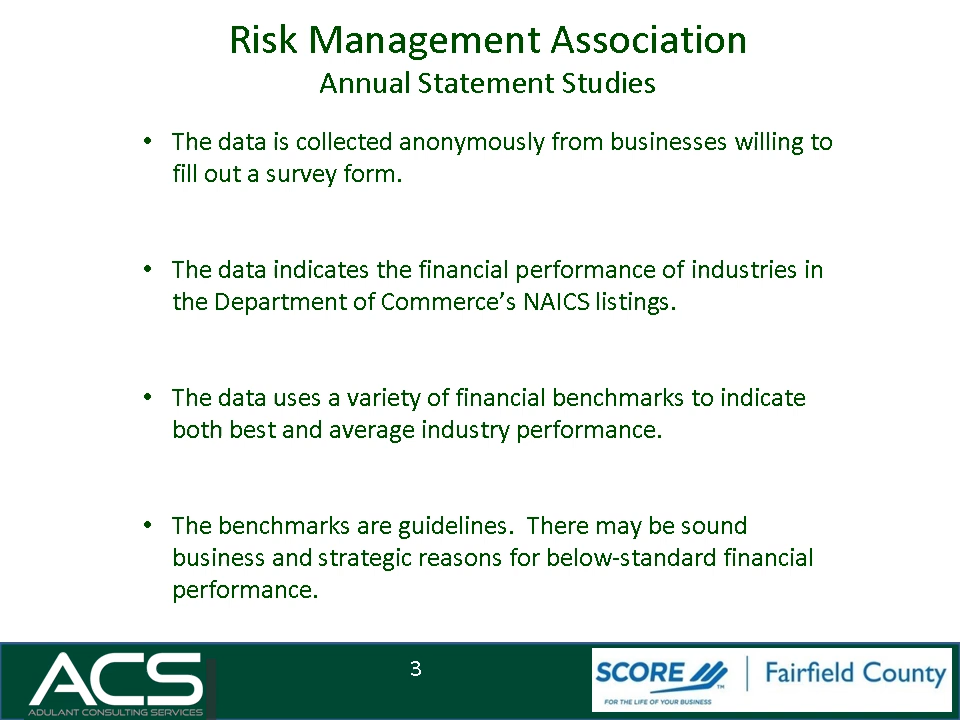 Risk Management Association
Annual Statement Studies
• The data is collected anonymously from businesses willing to
fill out a survey form.
• The data indicates the financial performance of industries in
the Department of Commerce’s NAICS listings.
• The data uses a variety of financial benchmarks to indicate
both best and average industry performance.
• The benchmarks are guidelines.  There may be sound
business and strategic reasons for below-standard financial
performance.
ACS
ADULANT CONSULTING SERVICES
3
SCORE™
FOR THE LIFE OF YOUR BUSINESS
Fairfield County